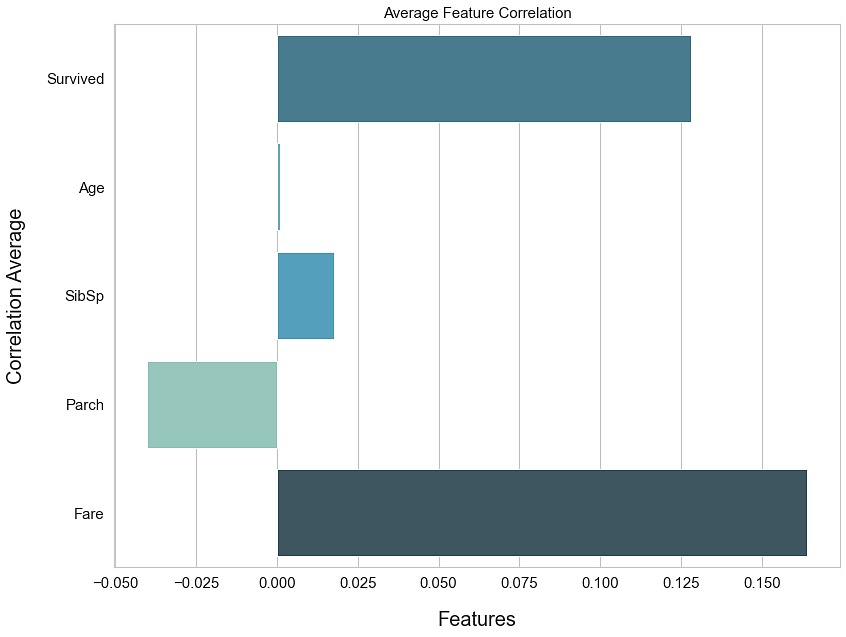 Average Feature Correlation
Correlation Average
Survived
Age
SibSp
Parch
Fare
−0.050 −0.025 0.000 0.025 0.050 0.075 0.100 0.125 0.150
Features